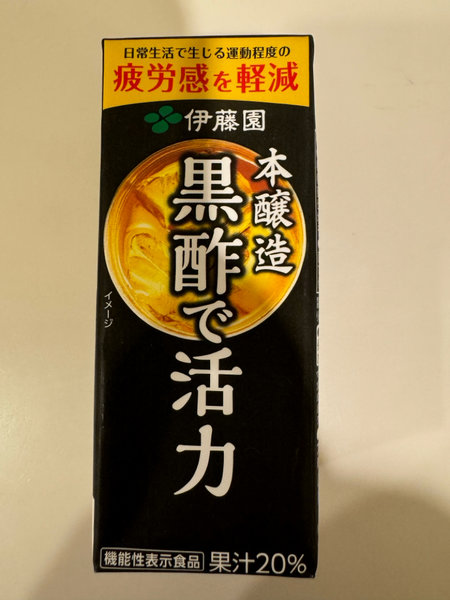 日常生活で生じる運動程度の
疲労感を軽減
伊藤園
本醸造
黒酢で活力
イメージ
機能性表示食品 果汁20%